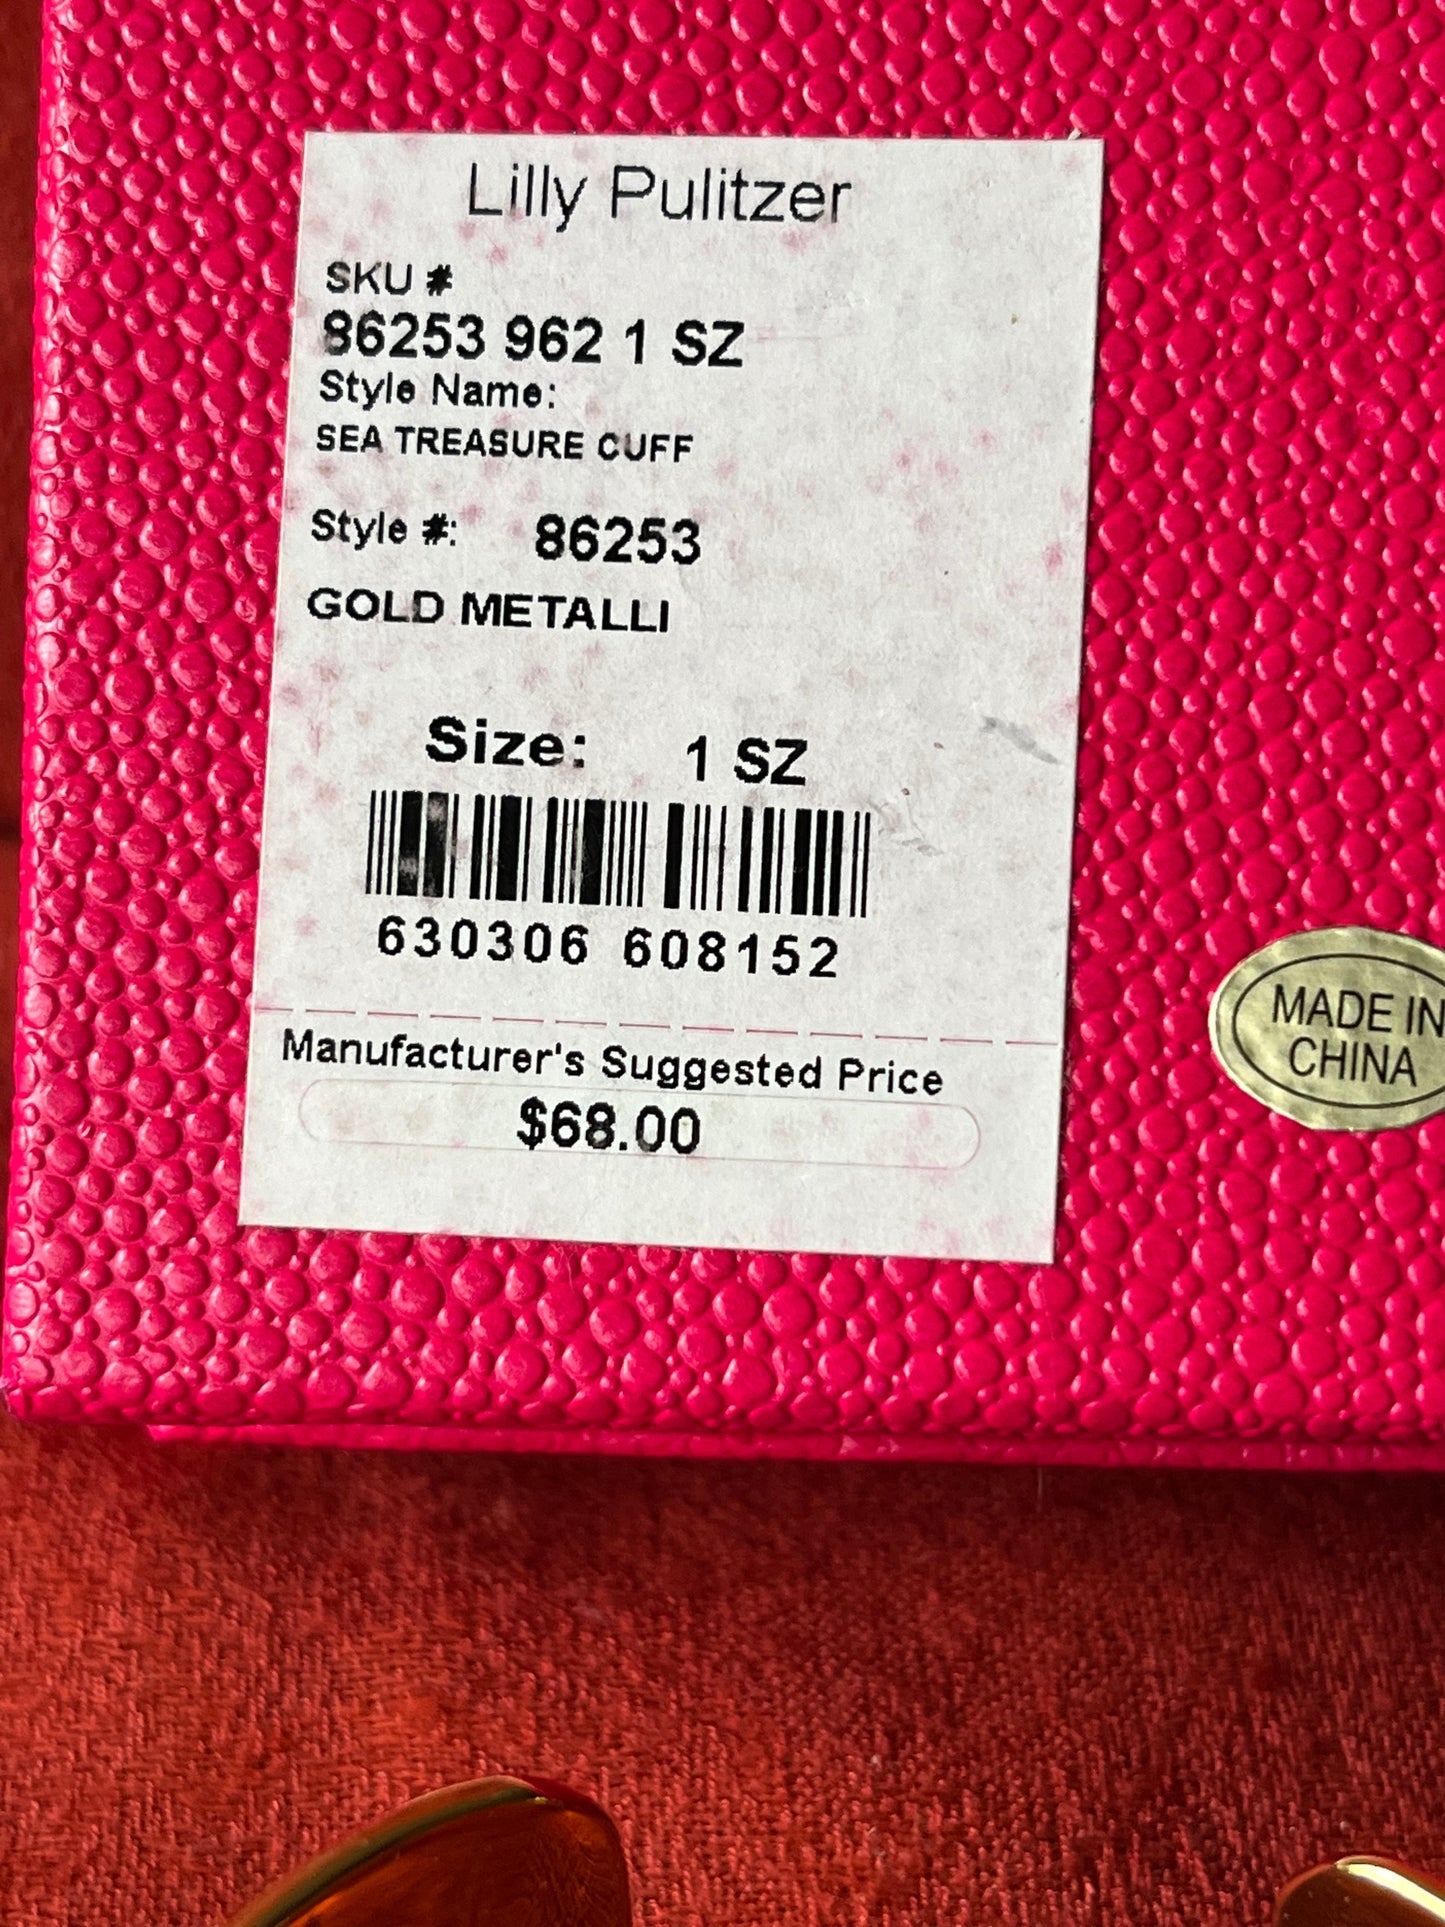 Lilly Pulitzer
SKU #
86253 962 1 SZ
Style Name:
SEA TREASURE CUFF
Style #: 86253
GOLD METALLI
Size: 1 SZ
630306 608152
Manufacturer's Suggested Price
$68.00
MADE IN
CHINA